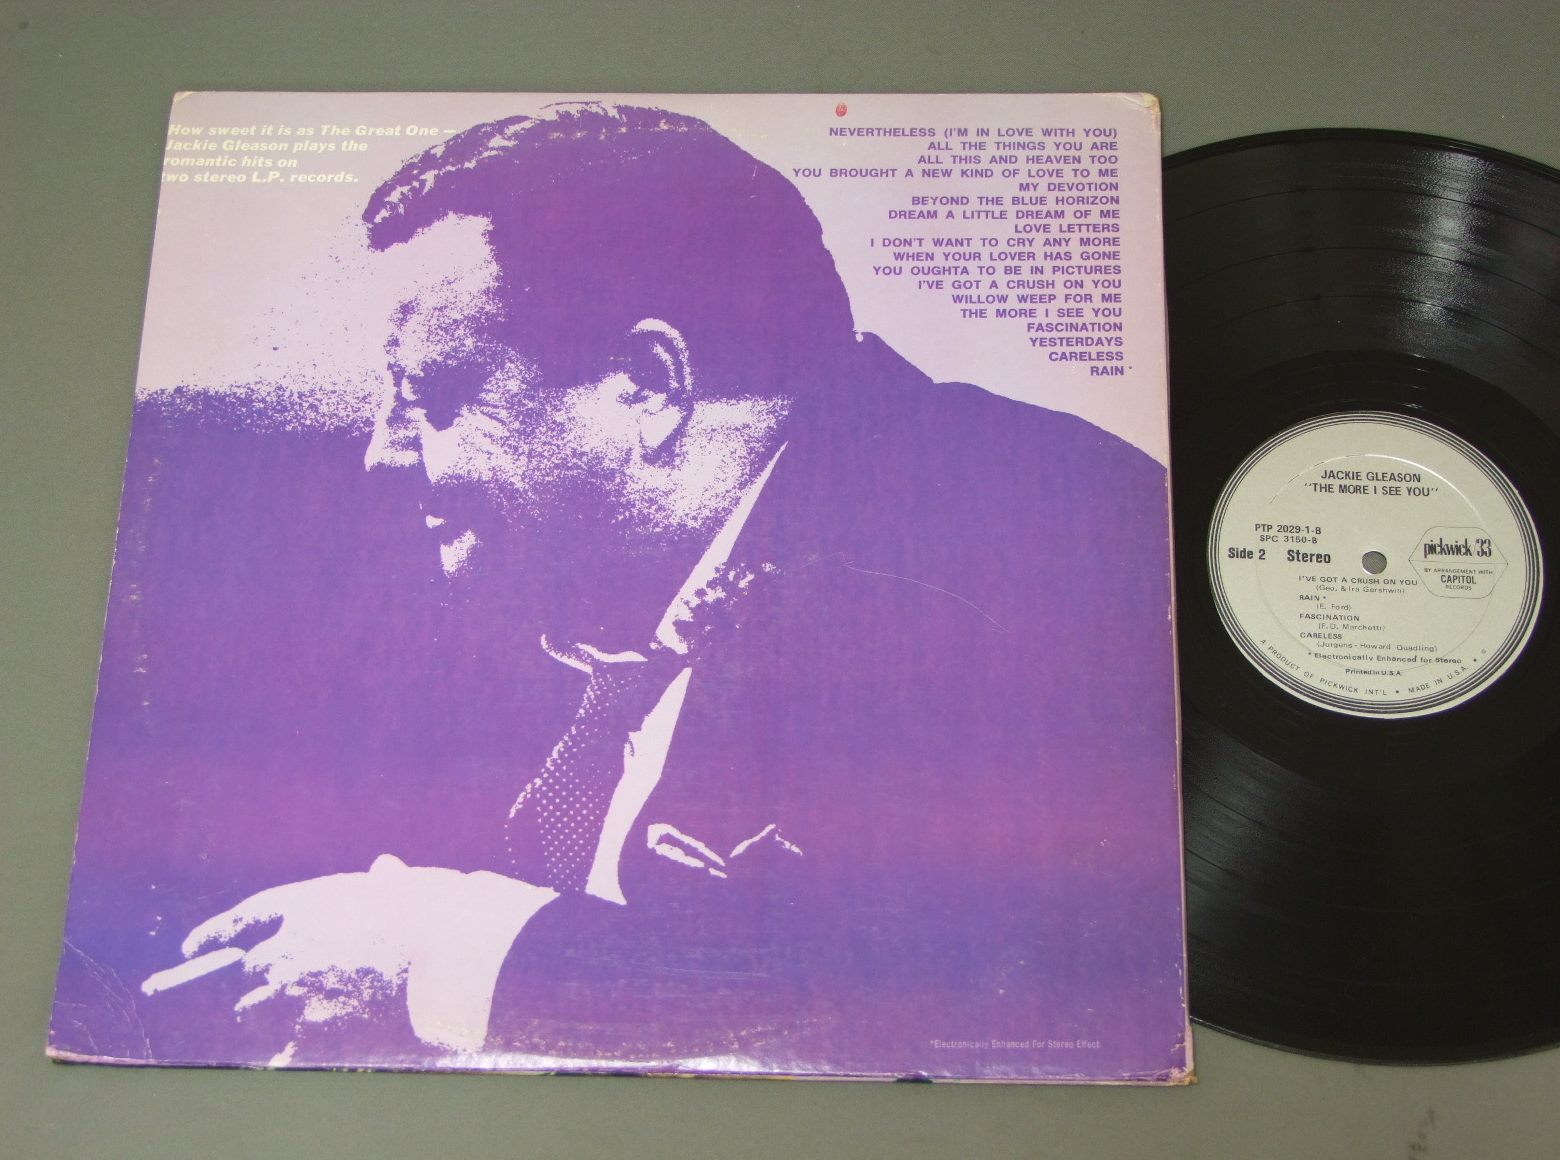 How sweet it is as The Great One —
Jackie Gleason plays the
romantic hits on
two stereo L.P. records.
NEVERTHELESS (I'M IN LOVE WITH YOU)
ALL THE THINGS YOU ARE
ALL THIS AND HEAVEN TOO
YOU BROUGHT A NEW KIND OF LOVE TO ME
MY DEVOTION
BEYOND THE BLUE HORIZON
DREAM A LITTLE DREAM OF ME
LOVE LETTERS
I DON'T WANT TO CRY ANY MORE
WHEN YOUR LOVER HAS GONE
YOU OUGHTA TO BE IN PICTURES
I'VE GOT A CRUSH ON YOU
WILLOW WEEP FOR ME
THE MORE I SEE YOU
FASCINATION
YESTERDAYS
CARELESS
RAIN *
*Electronically Enhanced For Stereo Effect
JACKIE GLEASON
"THE MORE I SEE YOU"
PTP 2029-1-B
SPC 3150-B
Side 2 Stereo
pickwick/33
BY ARRANGEMENT WITH
CAPITOL
RECORDS
I'VE GOT A CRUSH ON YOU
(Geo. & Ira Gershwin)
RAIN *
(E. Ford)
FASCINATION
(F.D. Marchetti)
CARELESS
(Jurgens - Howard Quadling)
* Electronically Enhanced for Stereo
Printed in U.S.A.
A PRODUCT OF PICKWICK INT'L • MADE IN U.S.A. •